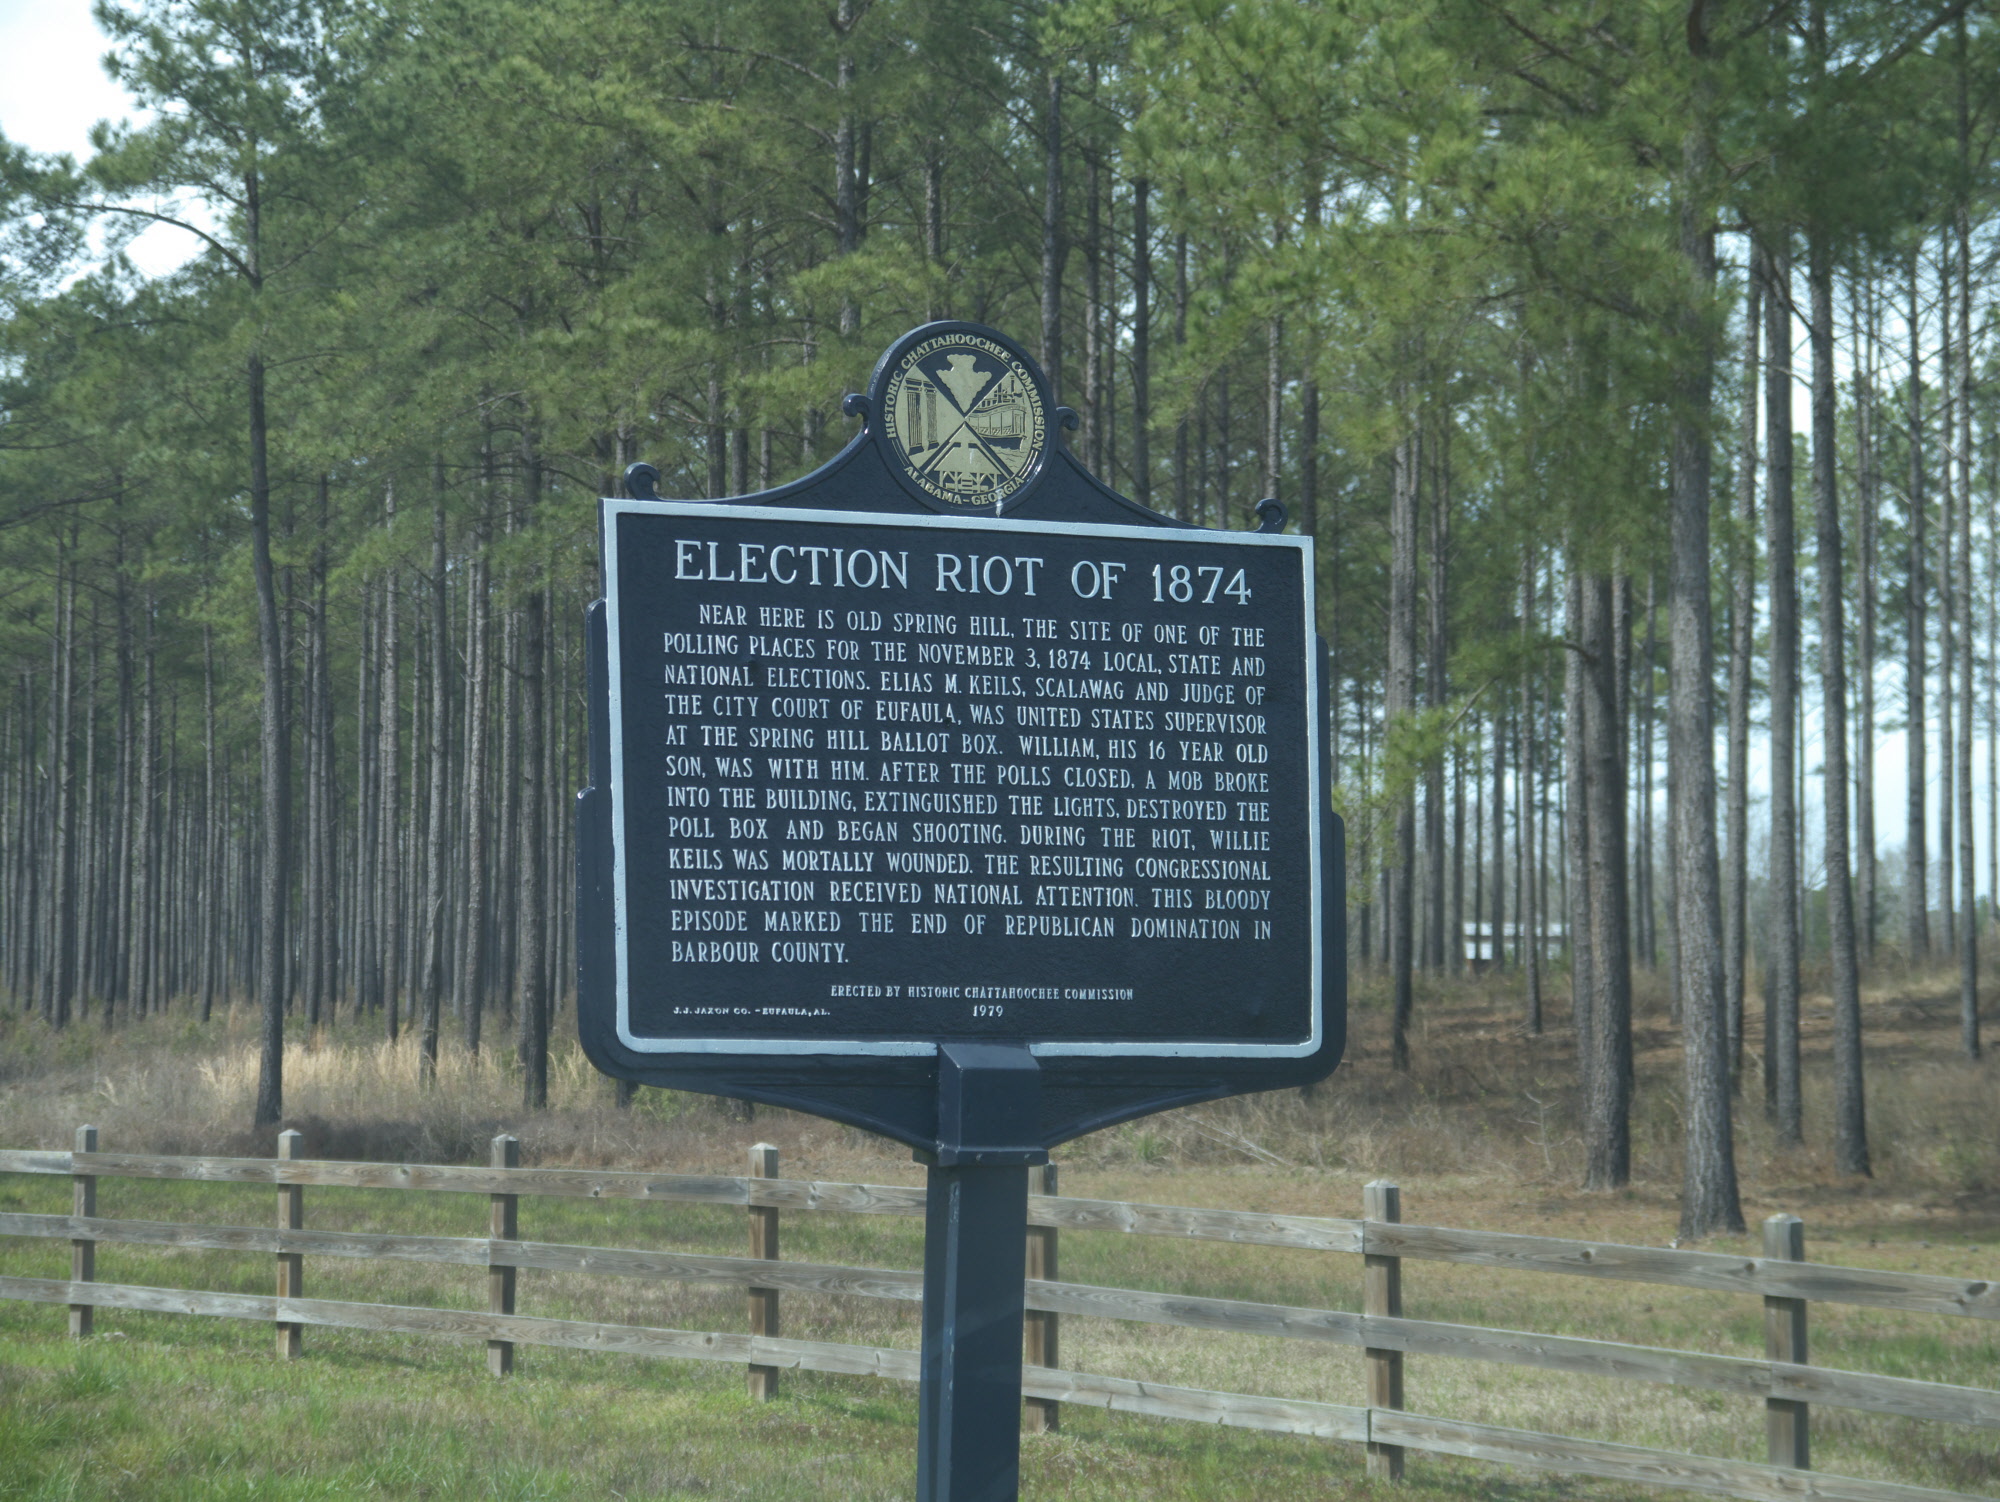 HISTORIC CHATTAHOOCHEE COMMISSION
ALABAMA-GEORGIA
ELECTION RIOT OF 1874
NEAR HERE IS OLD SPRING HILL, THE SITE OF ONE OF THE
POLLING PLACES FOR THE NOVEMBER 3, 1874 LOCAL, STATE AND
NATIONAL ELECTIONS. ELIAS M. KEILS, SCALAWAG AND JUDGE OF
THE CITY COURT OF EUFAULA, WAS UNITED STATES SUPERVISOR
AT THE SPRING HILL BALLOT BOX. WILLIAM, HIS 16 YEAR OLD
SON, WAS WITH HIM. AFTER THE POLLS CLOSED, A MOB BROKE
INTO THE BUILDING, EXTINGUISHED THE LIGHTS, DESTROYED THE
POLL BOX AND BEGAN SHOOTING. DURING THE RIOT, WILLIE
KEILS WAS MORTALLY WOUNDED. THE RESULTING CONGRESSIONAL
INVESTIGATION RECEIVED NATIONAL ATTENTION. THIS BLOODY
EPISODE MARKED THE END OF REPUBLICAN DOMINATION IN
BARBOUR COUNTY.
ERECTED BY HISTORIC CHATTAHOOCHEE COMMISSION
1979
J.J. JAXON CO. - EUFAULA, AL.